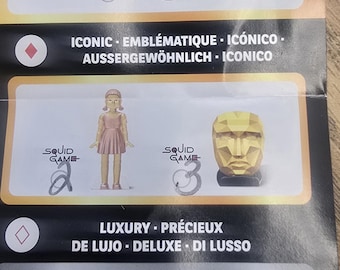 ICONIC · EMBLÉMATIQUE · ICÓNICO ·
AUSSERGEWÖHNLICH · ICONICO
SQUID GAME
2
SQUID GAME
3
LUXURY · PRÉCIEUX
DE LUJO · DELUXE · DI LUSSO